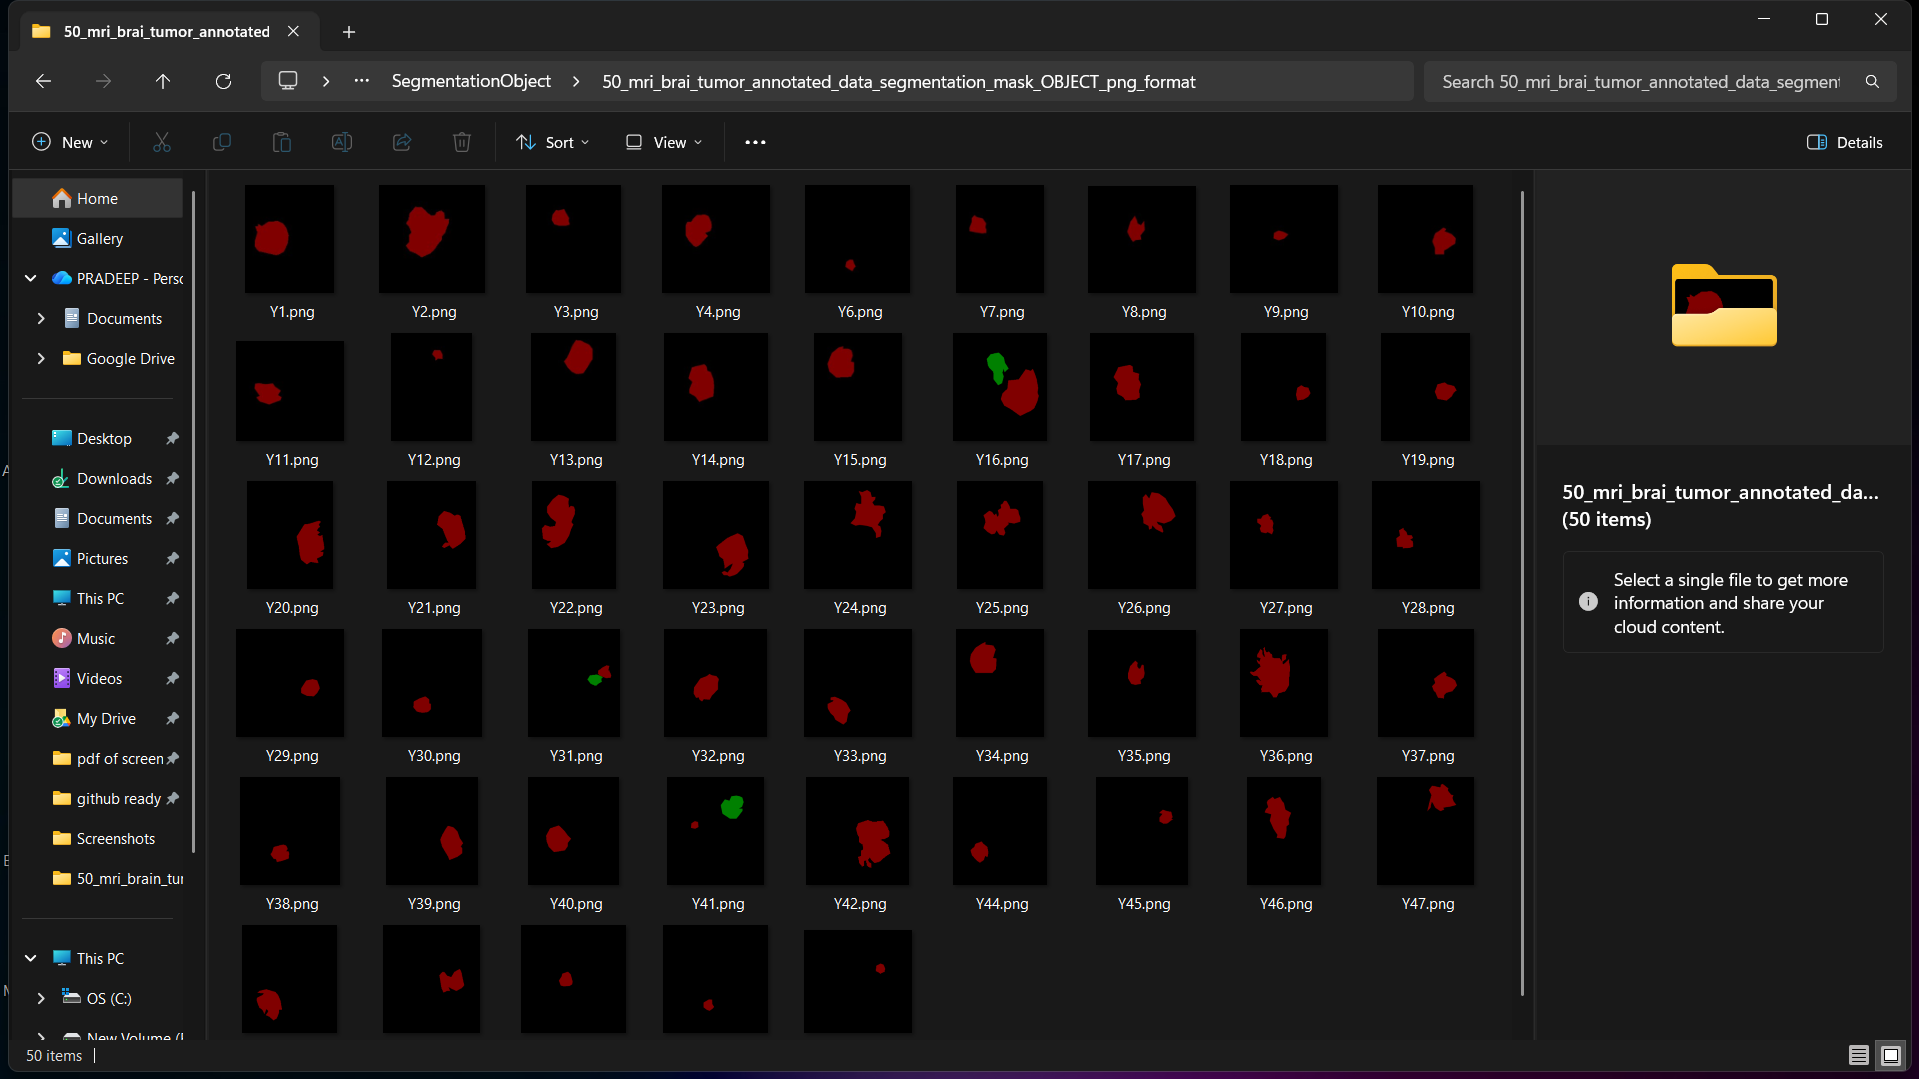 50_mri_brai_tumor_annotated
SegmentationObject
50_mri_brai_tumor_annotated_data_segmentation_mask_OBJECT_png_format
Search 50_mri_brai_tumor_annotated_data_segment
New
Sort
View
Details
Home
Gallery
PRADEEP - Perso
Documents
Google Drive
Desktop
Downloads
Documents
Pictures
This PC
Music
Videos
My Drive
pdf of screen
github ready
Screenshots
50_mri_brain_tur
This PC
OS (C:)
New Volume (
Y1.png Y2.png Y3.png Y4.png Y6.png Y7.png Y8.png Y9.png Y10.png
Y11.png Y12.png Y13.png Y14.png Y15.png Y16.png Y17.png Y18.png Y19.png
Y20.png Y21.png Y22.png Y23.png Y24.png Y25.png Y26.png Y27.png Y28.png
Y29.png Y30.png Y31.png Y32.png Y33.png Y34.png Y35.png Y36.png Y37.png
Y38.png Y39.png Y40.png Y41.png Y42.png Y44.png Y45.png Y46.png Y47.png
50_mri_brai_tumor_annotated_da...
(50 items)
Select a single file to get more
information and share your
cloud content.
50 items